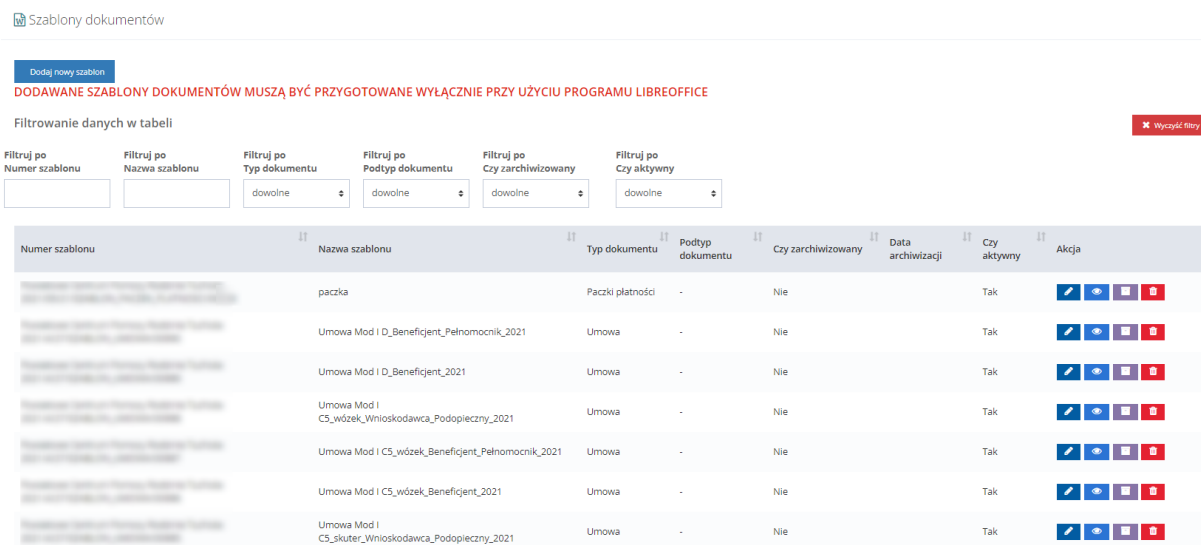 Szablony dokumentów
Dodaj nowy szablon
DODAWANE SZABLONY DOKUMENTÓW MUSZĄ BYĆ PRZYGOTOWANE WYŁĄCZNIE PRZY UŻYCIU PROGRAMU LIBREOFFICE
Filtrowanie danych w tabeli
Wyczyść filtry
Filtruj po Filtruj po Filtruj po Filtruj po Filtruj po Filtruj po
Numer szablonu Nazwa szablonu Typ dokumentu Podtyp dokumentu Czy zarchiwizowany Czy aktywny
dowolne dowolne dowolne dowolne
Numer szablonu Nazwa szablonu Typ dokumentu Podtyp dokumentu Czy zarchiwizowany Data archiwizacji Czy aktywny Akcja
paczka Paczki płatności - Nie Tak
Umowa Mod I D_Beneficjent_Pełnomocnik_2021 Umowa - Nie Tak
Umowa Mod I D_Beneficjent_2021 Umowa - Nie Tak
Umowa Mod I
C5_wózek_Wnioskodawca_Podopieczny_2021 Umowa - Nie Tak
Umowa Mod I C5_wózek_Beneficjent_Pełnomocnik_2021 Umowa - Nie Tak
Umowa Mod I C5_wózek_Beneficjent_2021 Umowa - Nie Tak
Umowa Mod I
C5_skuter_Wnioskodawca_Podopieczny_2021 Umowa - Nie Tak